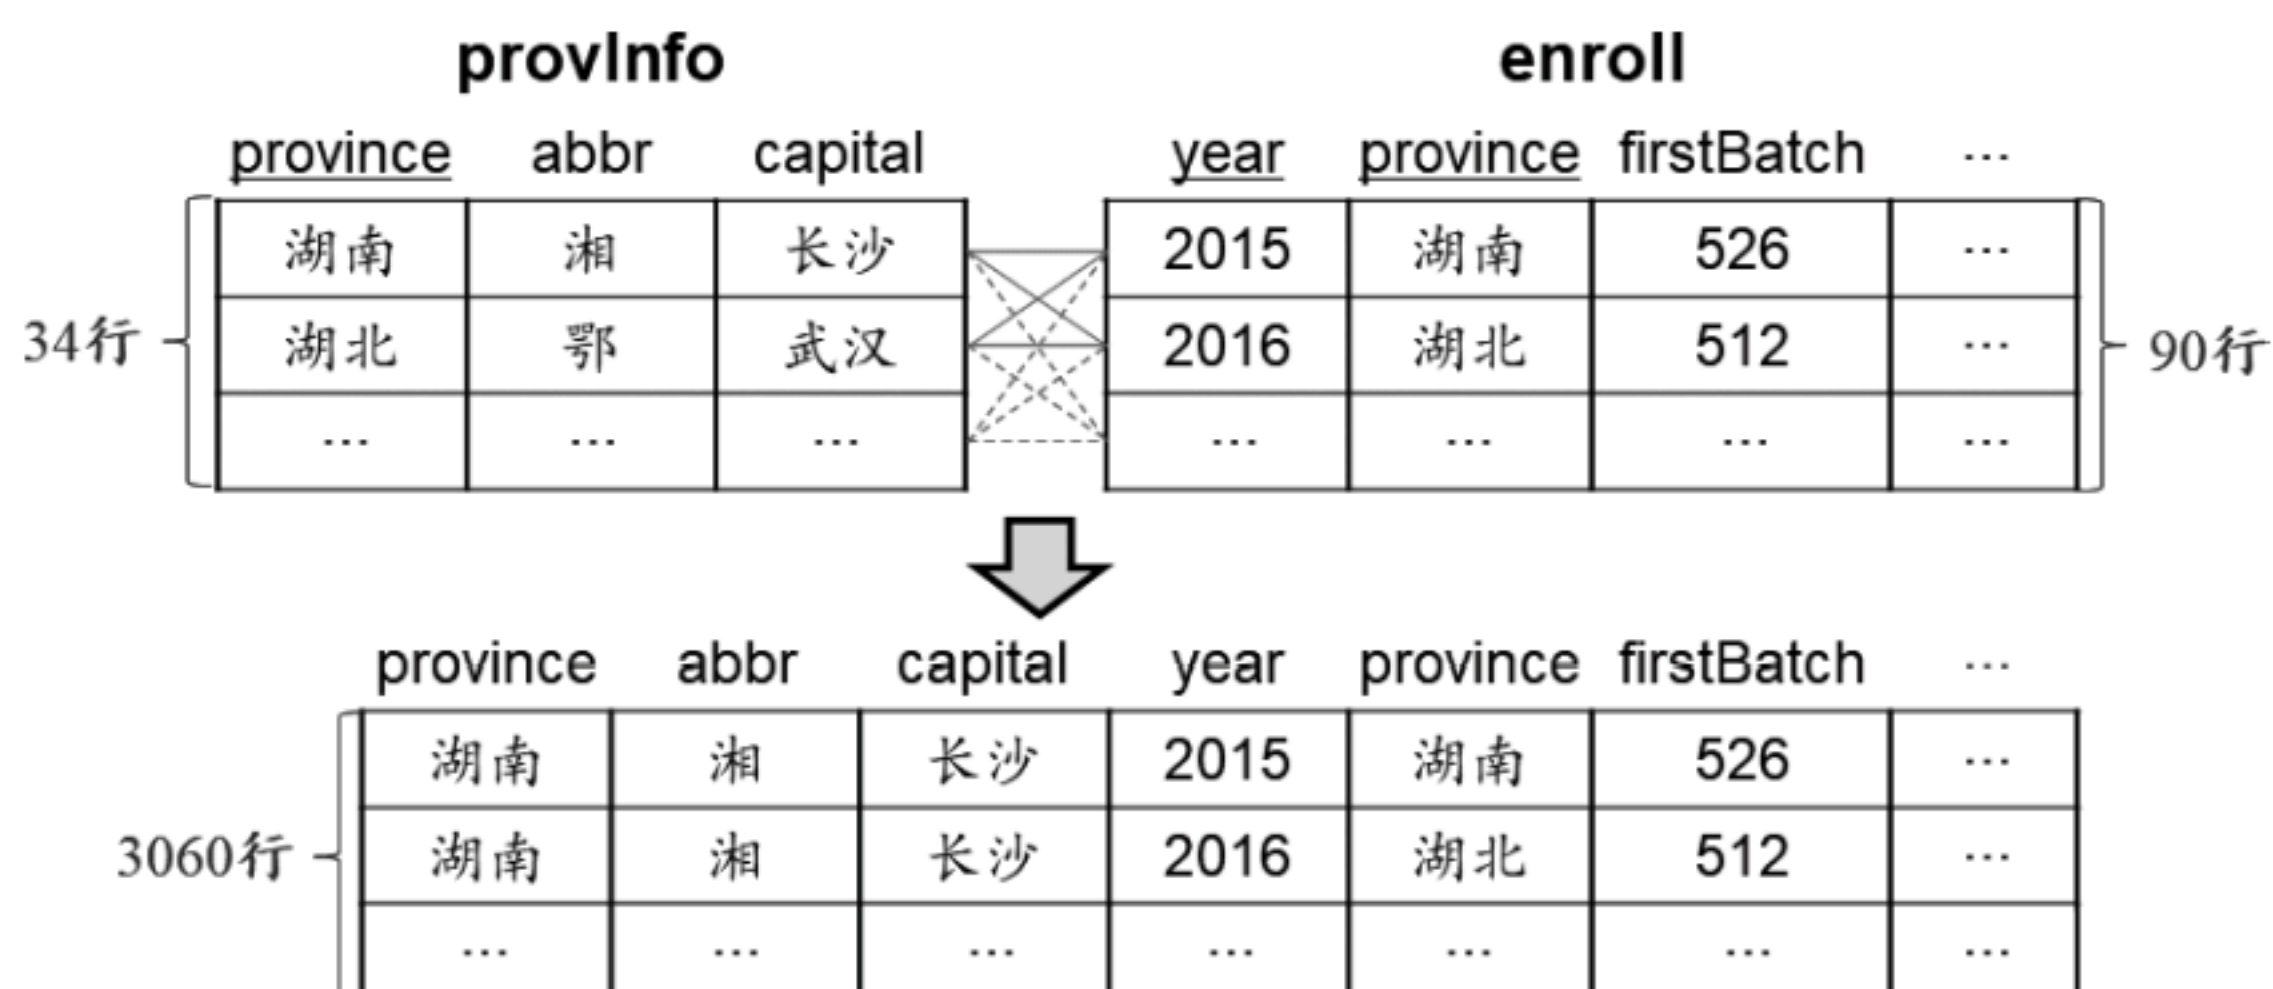 provInfo enroll
province abbr capital year province firstBatch ...
湖南 湘 长沙 2015 湖南 526 ...
34行 湖北 鄂 武汉 2016 湖北 512 ... 90行
... ... ... ... ... ... ...
province abbr capital year province firstBatch ...
湖南 湘 长沙 2015 湖南 526 ...
3060行 湖南 湘 长沙 2016 湖北 512 ...
... ... ... ... ... ... ...